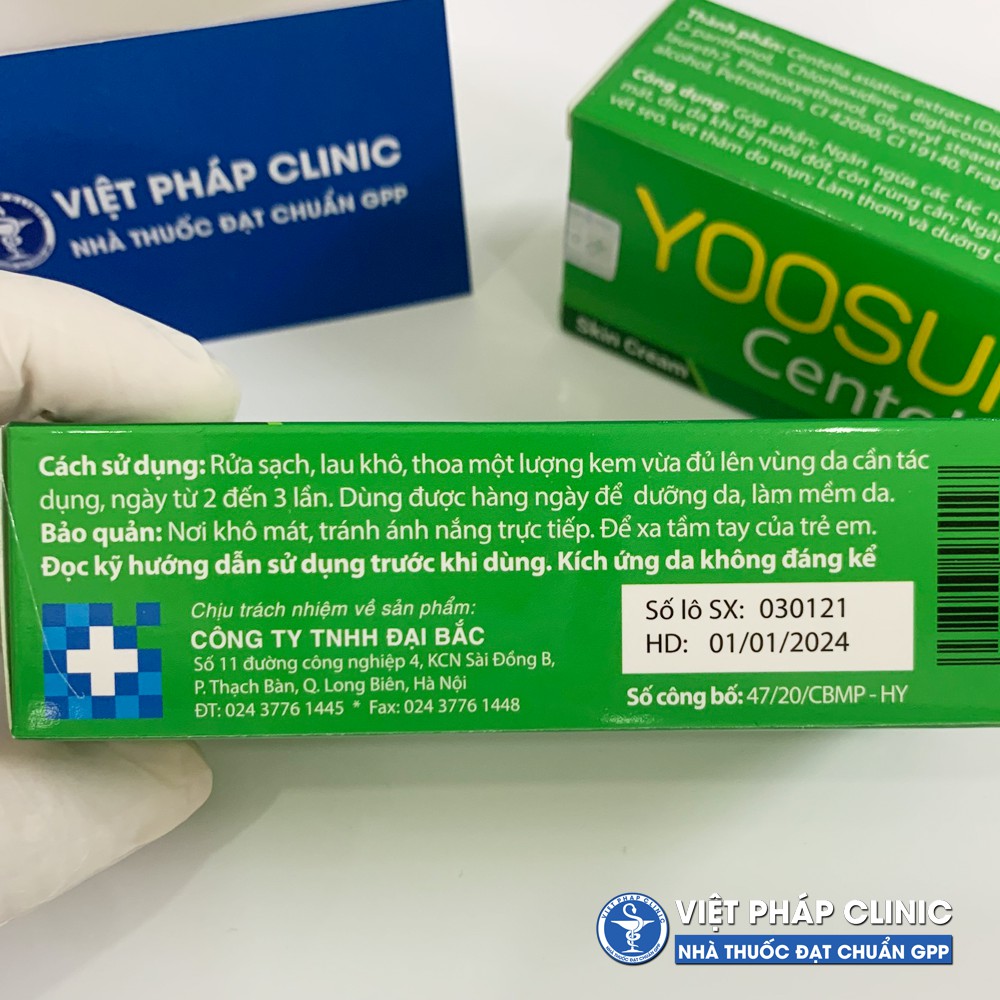 VIỆT PHÁP CLINIC
NHÀ THUỐC ĐẠT CHUẨN GPP
Thành phần: Centella asiatica extract
D-panthenol, Chlorhexidine
laureth7, Phenoxyethanol, Glyceryl
alcohol, Petrolatum, CI 42090, CI 19140,
Công dụng: Góp phần: Ngăn ngừa các tác
mát, dịu da khi bị muỗi đốt, côn trùng cắn;
vết sẹo, vết thâm do mụn; Làm thơm và dưỡng
YOOSU
Skin Cream
Cente
Cách sử dụng: Rửa sạch, lau khô, thoa một lượng kem vừa đủ lên vùng da cần tác
dụng, ngày từ 2 đến 3 lần. Dùng được hàng ngày để dưỡng da, làm mềm da.
Bảo quản: Nơi khô mát, tránh ánh nắng trực tiếp. Để xa tầm tay của trẻ em.
Đọc kỹ hướng dẫn sử dụng trước khi dùng. Kích ứng da không đáng kể
Chịu trách nhiệm về sản phẩm:
CÔNG TY TNHH ĐẠI BẮC
Số 11 đường công nghiệp 4, KCN Sài Đồng B,
P. Thạch Bàn, Q. Long Biên, Hà Nội
ĐT: 024 3776 1445 * Fax: 024 3776 1448
Số lô SX: 030121
HD: 01/01/2024
Số công bố: 47/20/CBMP - HY
VIỆT PHÁP CLINIC
NHÀ THUỐC ĐẠT CHUẨN GPP